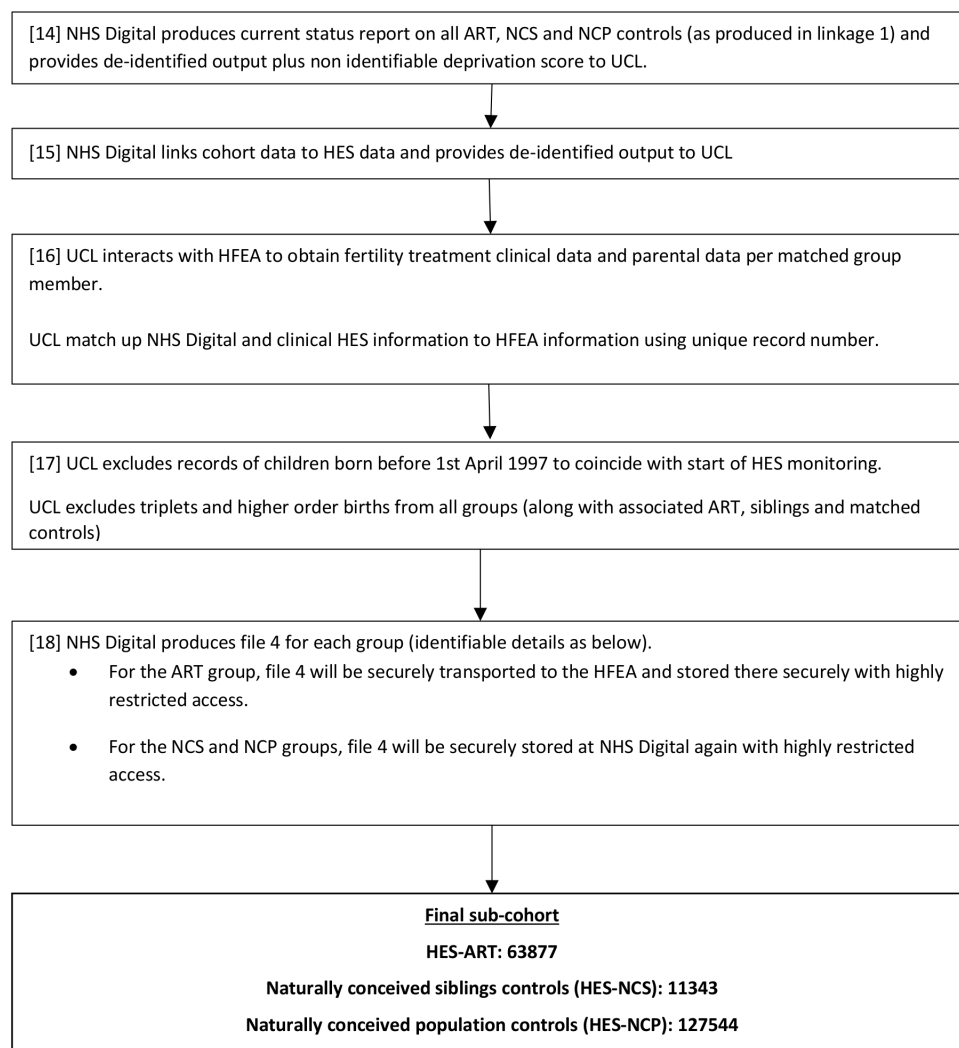 [14] NHS Digital produces current status report on all ART, NCS and NCP controls (as produced in linkage 1) and
provides de-identified output plus non identifiable deprivation score to UCL.
[15] NHS Digital links cohort data to HES data and provides de-identified output to UCL
[16] UCL interacts with HFEA to obtain fertility treatment clinical data and parental data per matched group
member.
UCL match up NHS Digital and clinical HES information to HFEA information using unique record number.
[17] UCL excludes records of children born before 1st April 1997 to coincide with start of HES monitoring.
UCL excludes triplets and higher order births from all groups (along with associated ART, siblings and matched
controls)
[18] NHS Digital produces file 4 for each group (identifiable details as below).
• For the ART group, file 4 will be securely transported to the HFEA and stored there securely with highly
restricted access.
• For the NCS and NCP groups, file 4 will be securely stored at NHS Digital again with highly restricted
access.
Final sub-cohort
HES-ART: 63877
Naturally conceived siblings controls (HES-NCS): 11343
Naturally conceived population controls (HES-NCP): 127544